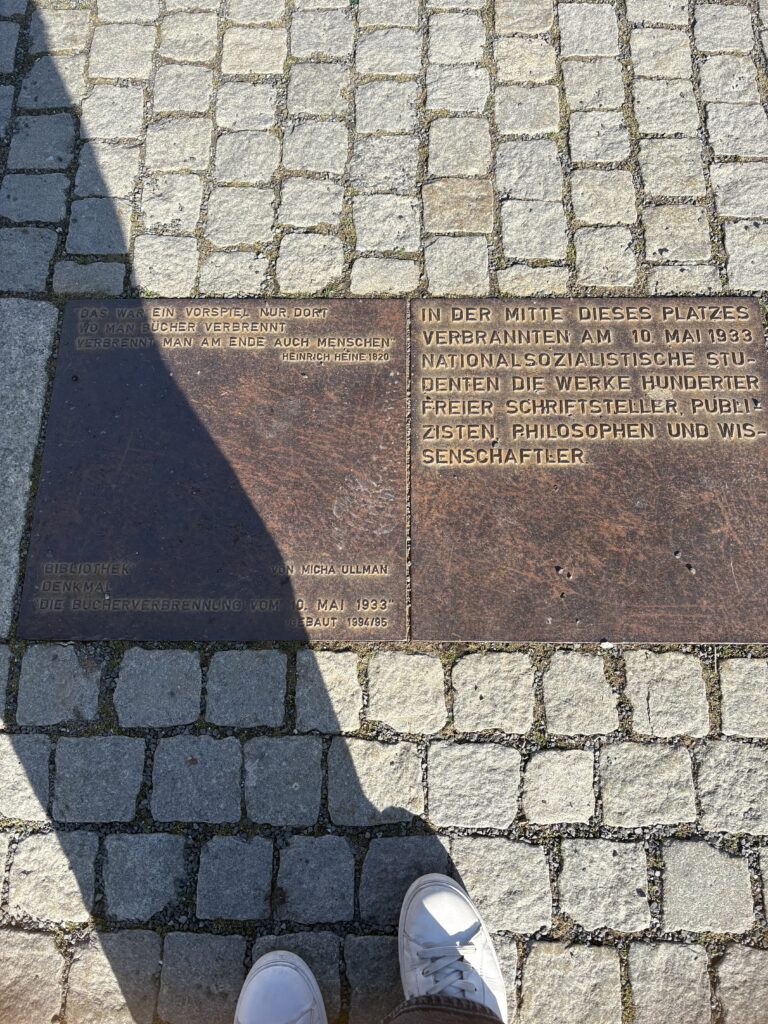 "DAS WAR EIN VORSPIEL NUR DORT
WO MAN BÜCHER VERBRENNT
VERBRENNT MAN AM ENDE AUCH MENSCHEN"
HEINRICH HEINE 1820
"BIBLIOTHEK"
VON MICHA ULLMAN
DENKMAL
"DIE BÜCHERVERBRENNUNG VOM 10. MAI 1933"
GEBAUT 1994/95
IN DER MITTE DIESES PLATZES
VERBRANNTEN AM 10. MAI 1933
NATIONALSOZIALISTISCHE STU-
DENTEN DIE WERKE HUNDERTER
FREIER SCHRIFTSTELLER, PUBLI-
ZISTEN, PHILOSOPHEN UND WIS-
SENSCHAFTLER.